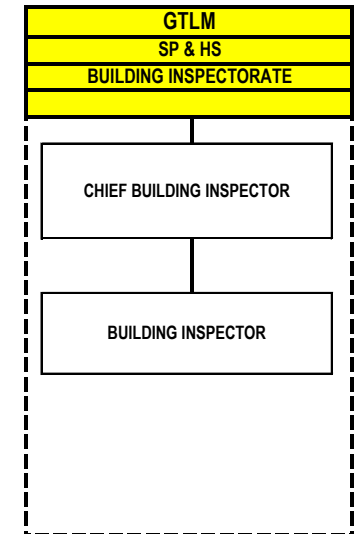 GTLM
SP & HS
BUILDING INSPECTORATE
CHIEF BUILDING INSPECTOR
BUILDING INSPECTOR